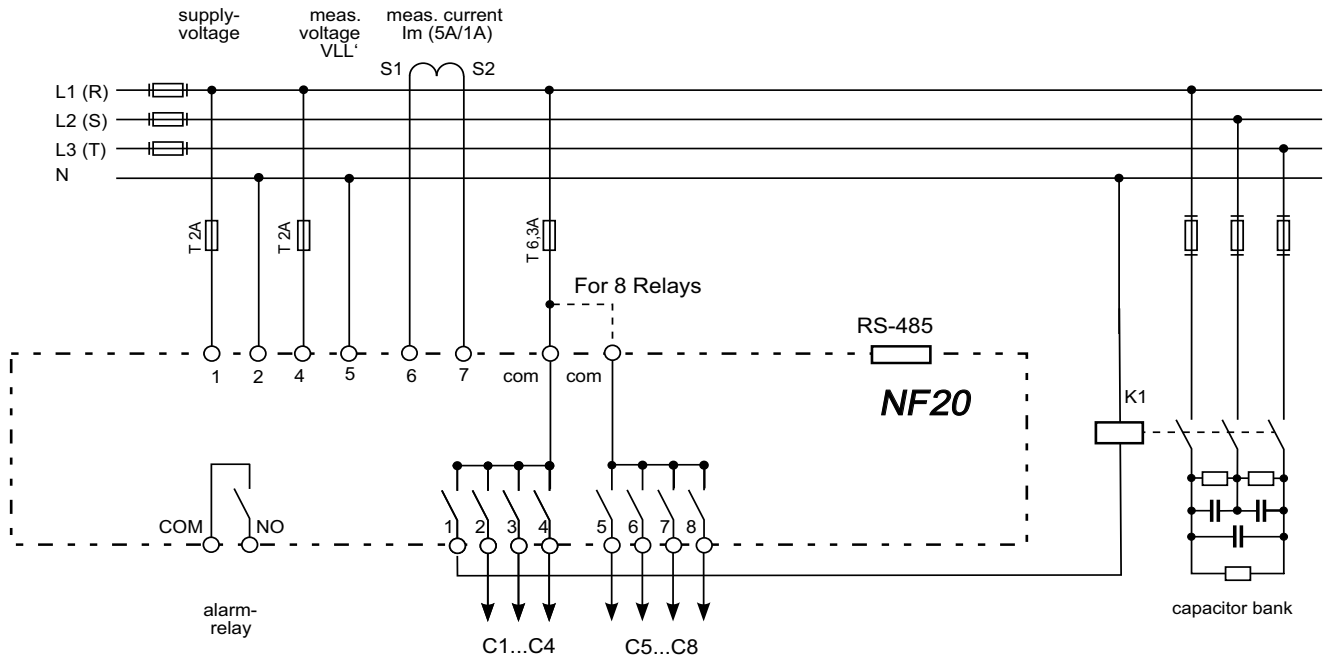 supply-
voltage
meas.
voltage
VLL‘
meas. current
Im (5A/1A)
S1
S2
L1 (R)
L2 (S)
L3 (T)
N
T 2A
T 2A
T 6,3A
For 8 Relays
RS-485
1
2
4
5
6
7
com
com
NF20
K1
COM
NO
1
2
3
4
5
6
7
8
alarm-
relay
C1...C4
C5...C8
capacitor bank